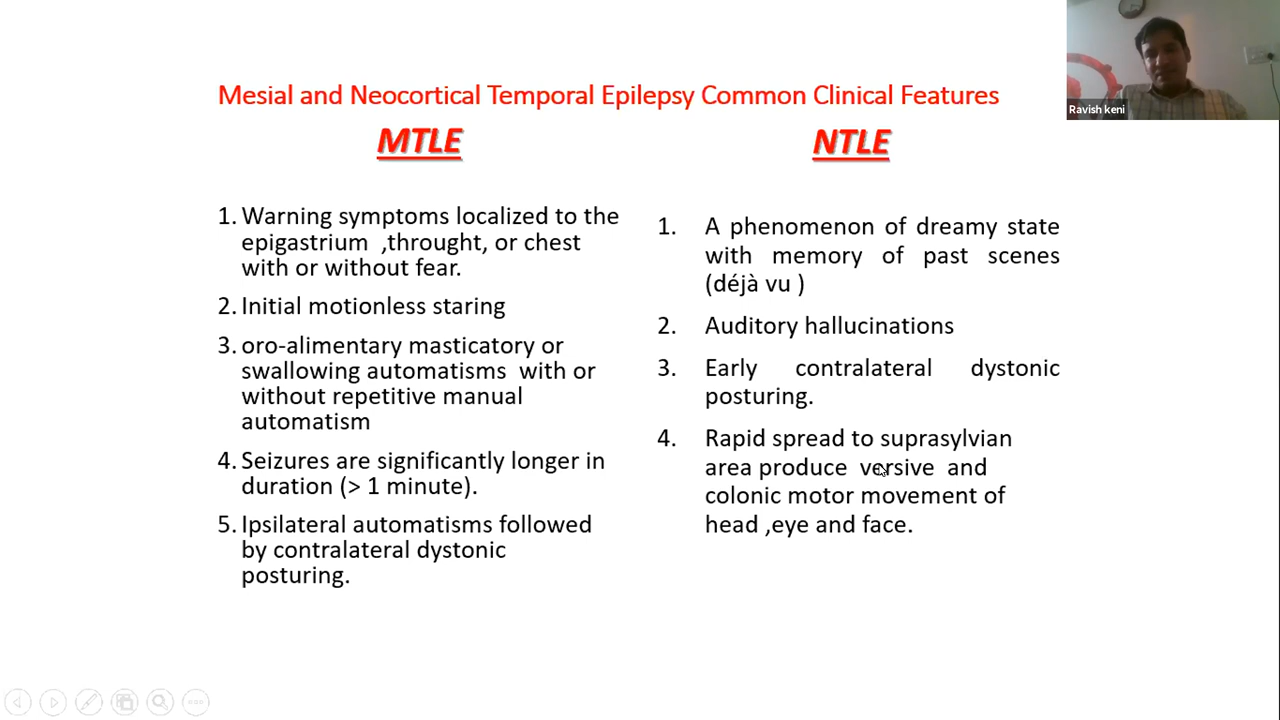 Mesial and Neocortical Temporal Epilepsy Common Clinical Features
MTLE
1. Warning symptoms localized to the
epigastrium ,throught, or chest
with or without fear.
2. Initial motionless staring
3. oro-alimentary masticatory or
swallowing automatisms with or
without repetitive manual
automatism
4. Seizures are significantly longer in
duration (> 1 minute).
5. Ipsilateral automatisms followed
by contralateral dystonic
posturing.
NTLE
1. A phenomenon of dreamy state
with memory of past scenes
(déjà vu )
2. Auditory hallucinations
3. Early contralateral dystonic
posturing.
4. Rapid spread to suprasylvian
area produce versive and
colonic motor movement of
head ,eye and face.
Ravish keni